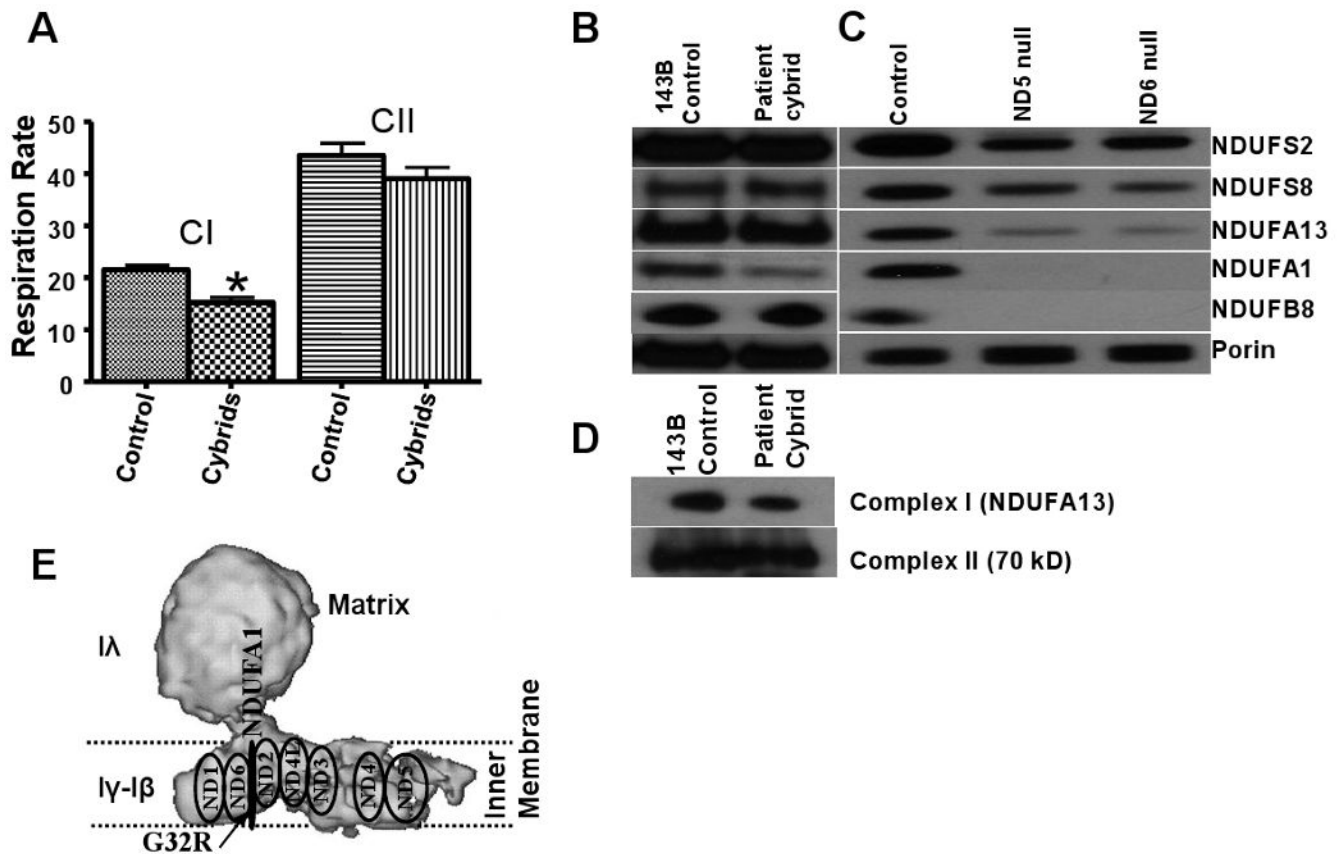 A
Respiration Rate
50
40
30
20
10
0
CI
*
CII
Control
Cybrids
Control
Cybrids
B
143B
Control
Patient
cybrid
C
Control
ND5 null
ND6 null
NDUFS2
NDUFS8
NDUFA13
NDUFA1
NDUFB8
Porin
D
143B
Control
Patient
Cybrid
Complex I (NDUFA13)
Complex II (70 kD)
E
Matrix
Iλ
NDUFA1
Iγ-Iβ
ND1
ND6
ND2
ND4L
ND3
ND4
ND5
G32R
Inner
Membrane